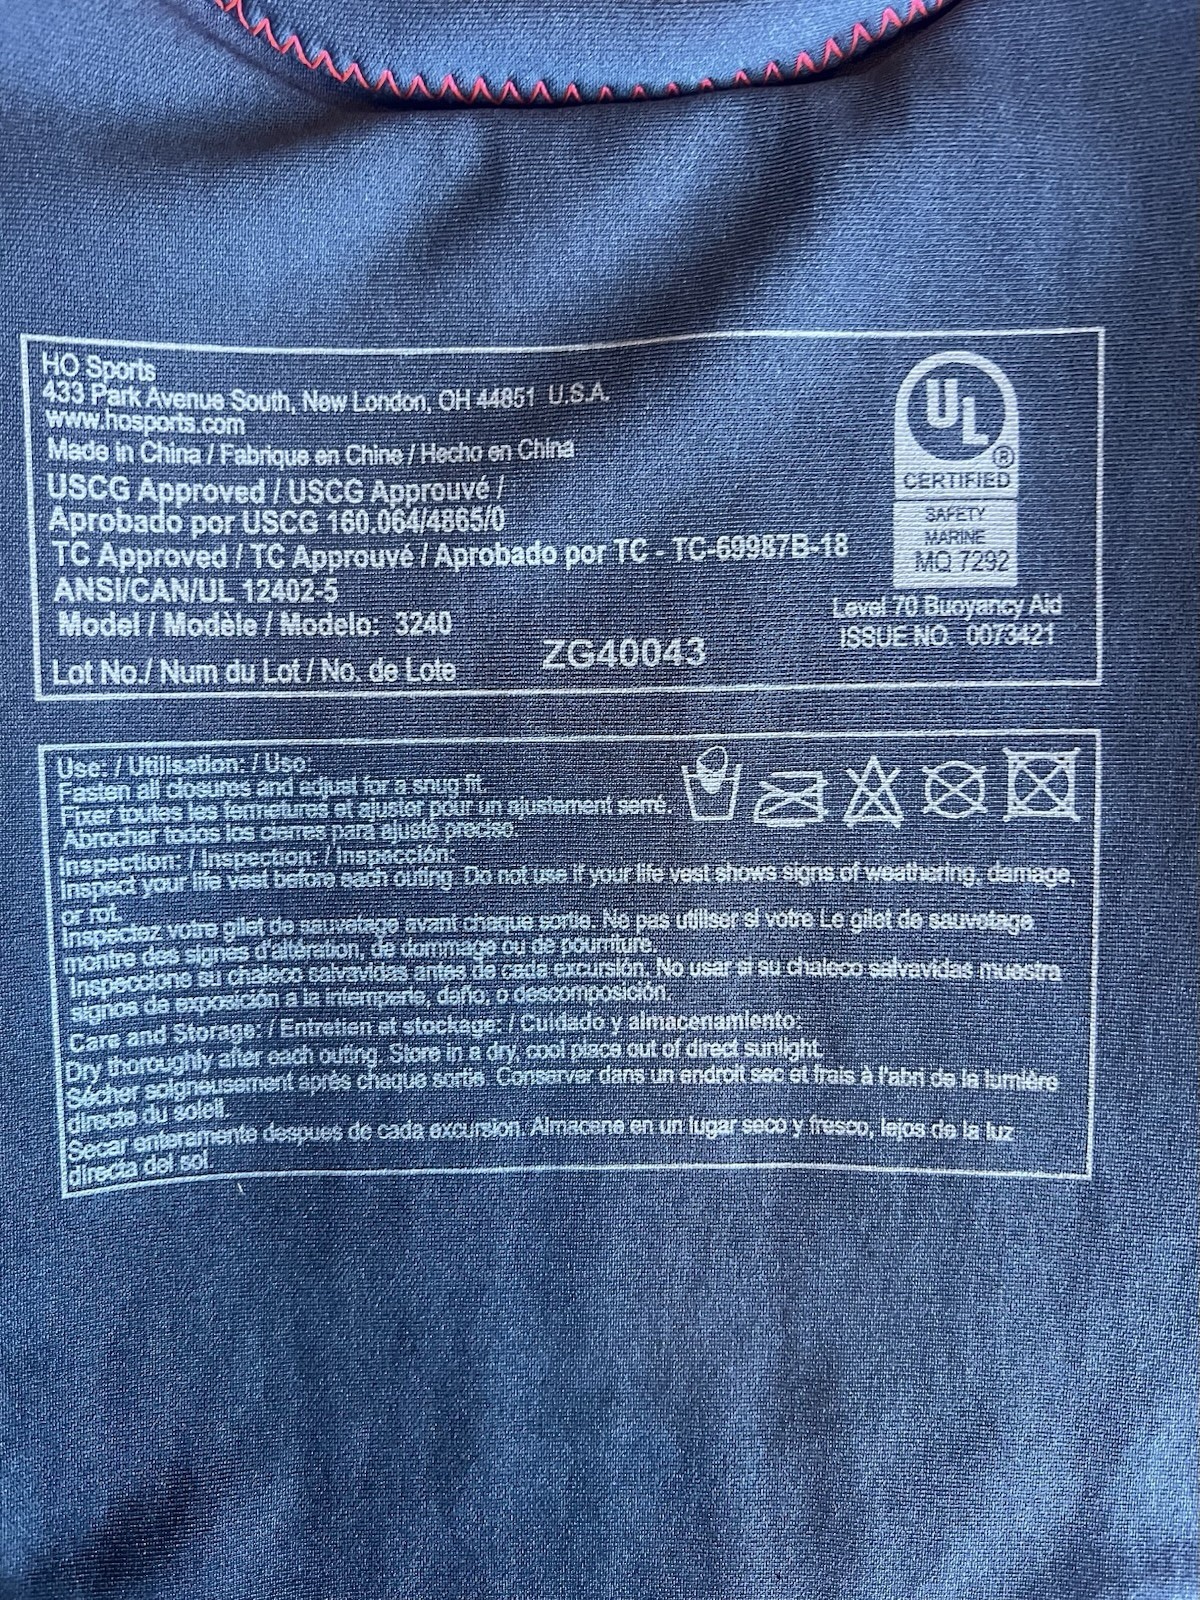 HO Sports
433 Park Avenue South, New London, OH 44851 U.S.A.
www.hosports.com
Made in China / Fabrique en Chine / Hecho en China
USCG Approved / USCG Approuvé /
Aprobado por USCG 160.064/4865/0
TC Approved / TC Approuvé / Aprobado por TC - TC-69987B-18
ANSI/CAN/UL 12402-5
Model / Modèle / Modelo: 3240
Lot No./ Num du Lot / No. de Lote ZG40043
UL ®
CERTIFIED
SAFETY
MARINE
MQ 7292
Level 70 Buoyancy Aid
ISSUE NO. 0073421
Use: / Utilisation: / Uso:
Fasten all closures and adjust for a snug fit.
Fixer toutes les fermetures et ajuster pour un ajustement serré.
Abrochar todos los cierres para ajuste preciso.
Inspection: / Inspection: / Inspección:
Inspect your life vest before each outing. Do not use if your life vest shows signs of weathering, damage,
or rot.
Inspectez votre gilet de sauvetage avant chaque sortie. Ne pas utiliser si votre Le gilet de sauvetage
montre des signes d'altération, de dommage ou de pourriture.
Inspeccione su chaleco salvavidas antes de cada excursión. No usar si su chaleco salvavidas muestra
signos de exposición a la intemperie, daño, o descomposición.
Care and Storage: / Entretien et stockage: / Cuidado y almacenamiento:
Dry thoroughly after each outing. Store in a dry, cool place out of direct sunlight.
Sécher soigneusement après chaque sortie. Conserver dans un endroit sec et frais à l'abri de la lumière
directe du soleil.
Secar enteramente despues de cada excursion. Almacene en un lugar seco y fresco, lejos de la luz
directa del sol.